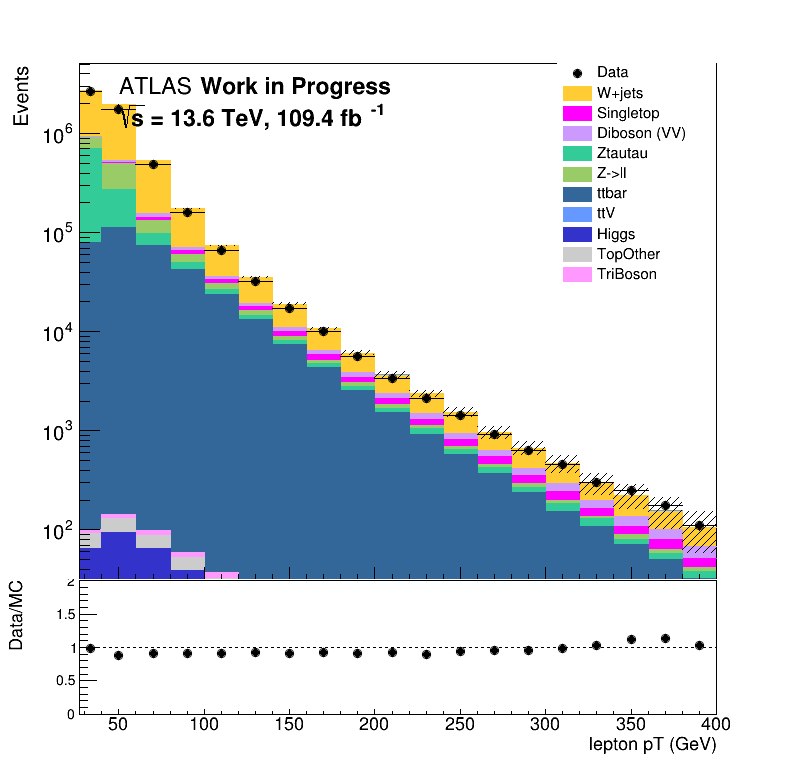 Events
ATLAS Work in Progress
√s = 13.6 TeV, 109.4 fb -1
Data
W+jets
Singletop
Diboson (VV)
Ztautau
Z->ll
ttbar
ttV
Higgs
TopOther
TriBoson
10^6
10^5
10^4
10^3
10^2
Data/MC
2
1.5
1
0.5
0
50 100 150 200 250 300 350 400
lepton pT (GeV)